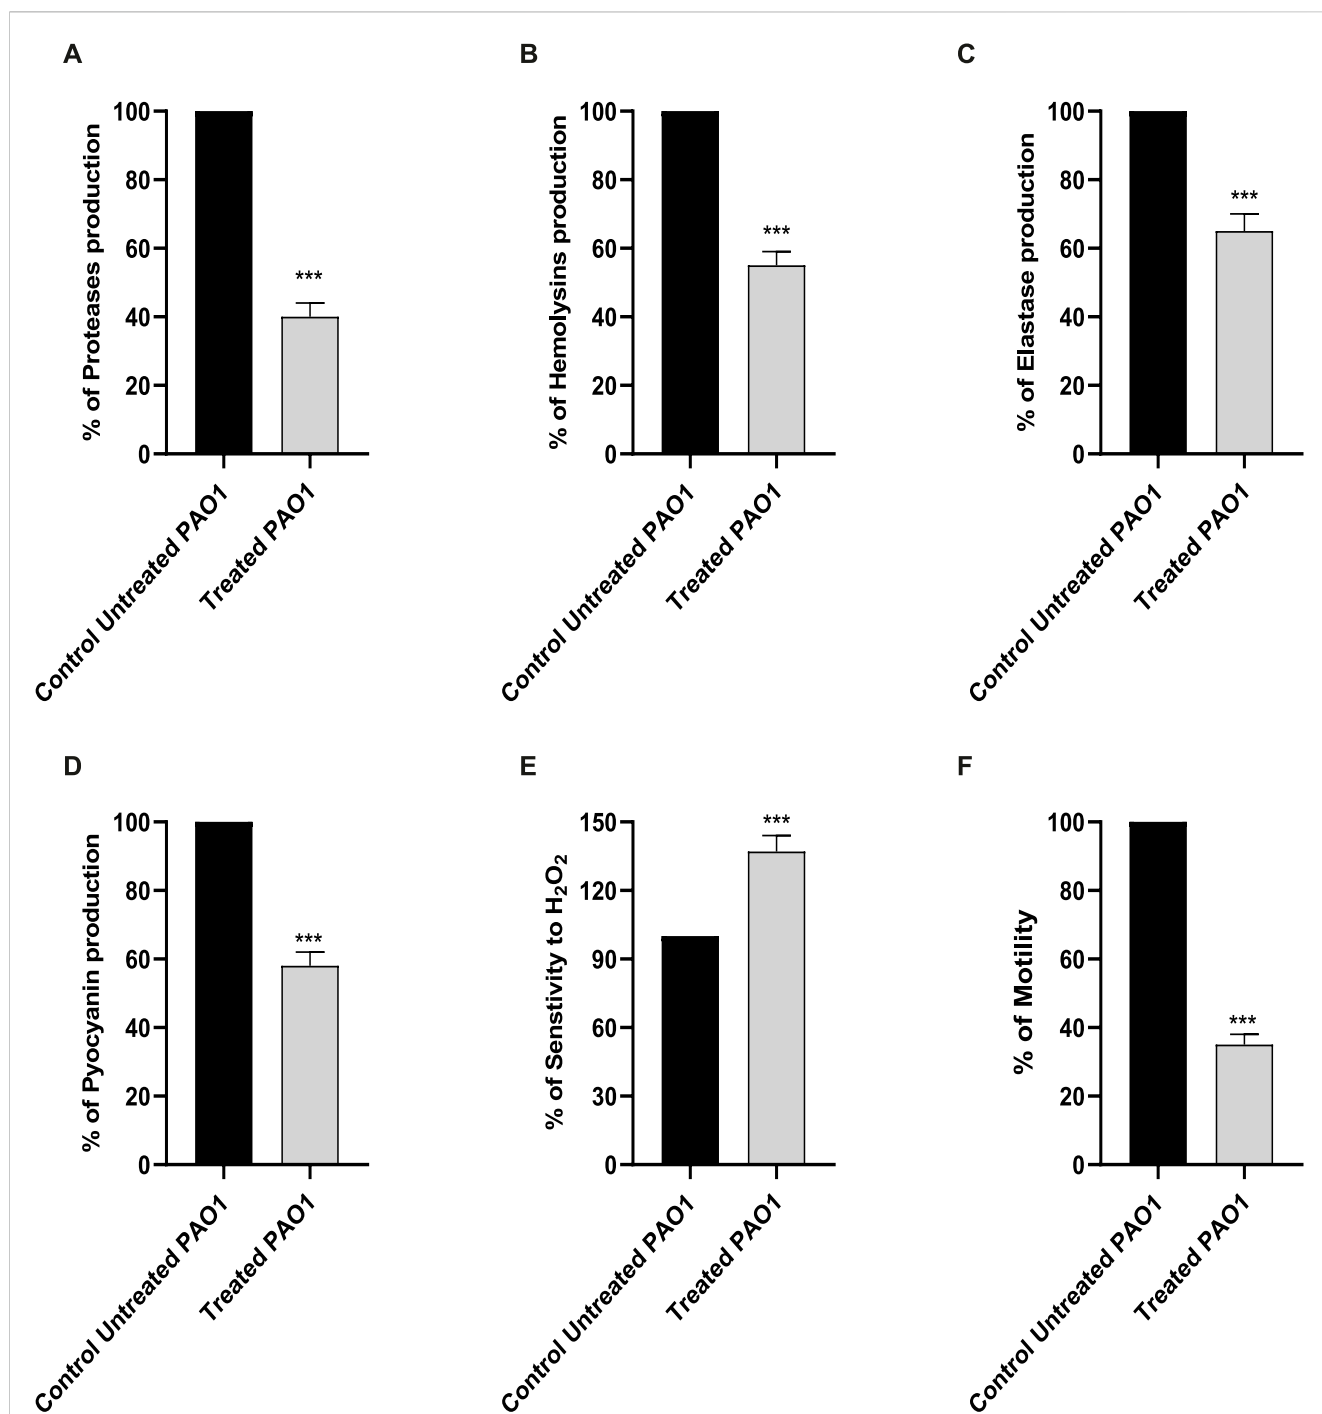 A
% of Proteases production
100
80
60
40
20
0
***
Control Untreated PAO1
Treated PAO1
B
% of Hemolysins production
100
80
60
40
20
0
***
Control Untreated PAO1
Treated PAO1
C
% of Elastase production
100
80
60
40
20
0
***
Control Untreated PAO1
Treated PAO1
D
% of Pyocyanin production
100
80
60
40
20
0
***
Control Untreated PAO1
Treated PAO1
E
% of Senstivity to H₂O₂
150
120
90
60
30
0
***
Control Untreated PAO1
Treated PAO1
F
% of Motility
100
80
60
40
20
0
***
Control Untreated PAO1
Treated PAO1